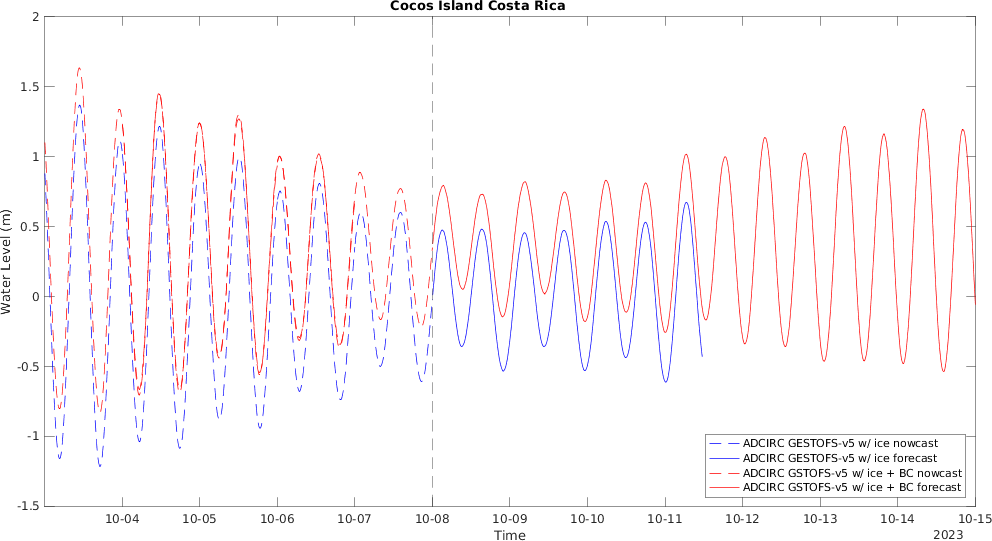 Cocos Island Costa Rica
Water Level (m)
2
1.5
1
0.5
0
-0.5
-1
-1.5
ADCIRC GESTOFS-v5 w/ ice nowcast
ADCIRC GESTOFS-v5 w/ ice forecast
ADCIRC GSTOFS-v5 w/ ice + BC nowcast
ADCIRC GSTOFS-v5 w/ ice + BC forecast
10-04 10-05 10-06 10-07 10-08 10-09 10-10 10-11 10-12 10-13 10-14 10-15
Time
2023